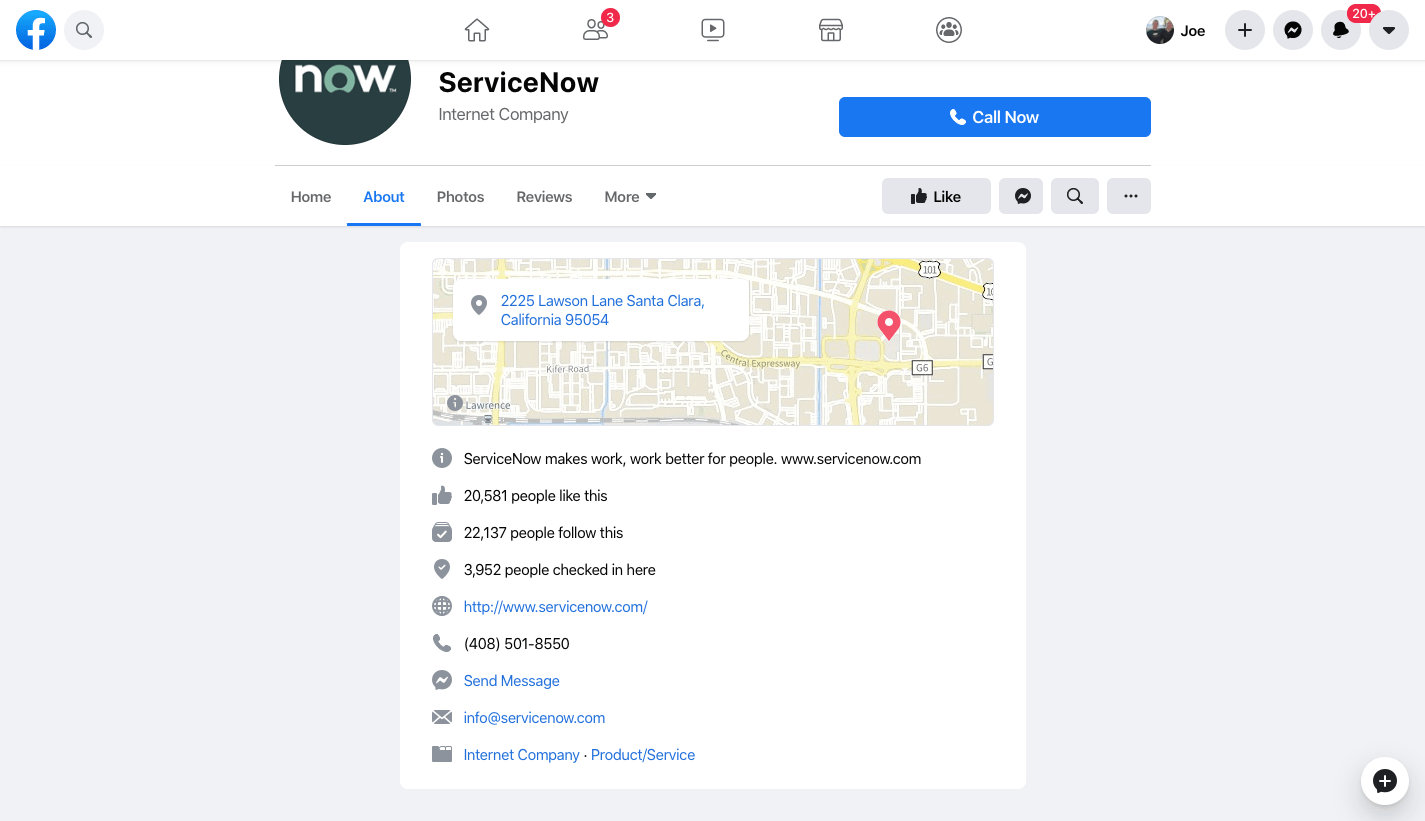 3
Joe
20+
now
ServiceNow
Internet Company
Call Now
Home
About
Photos
Reviews
More
Like
101
2225 Lawson Lane Santa Clara,
California 95054
Central Expressway
Kifer Road
G6
Lawrence
ServiceNow makes work, work better for people. www.servicenow.com
20,581 people like this
22,137 people follow this
3,952 people checked in here
http://www.servicenow.com/
(408) 501-8550
Send Message
info@servicenow.com
Internet Company · Product/Service